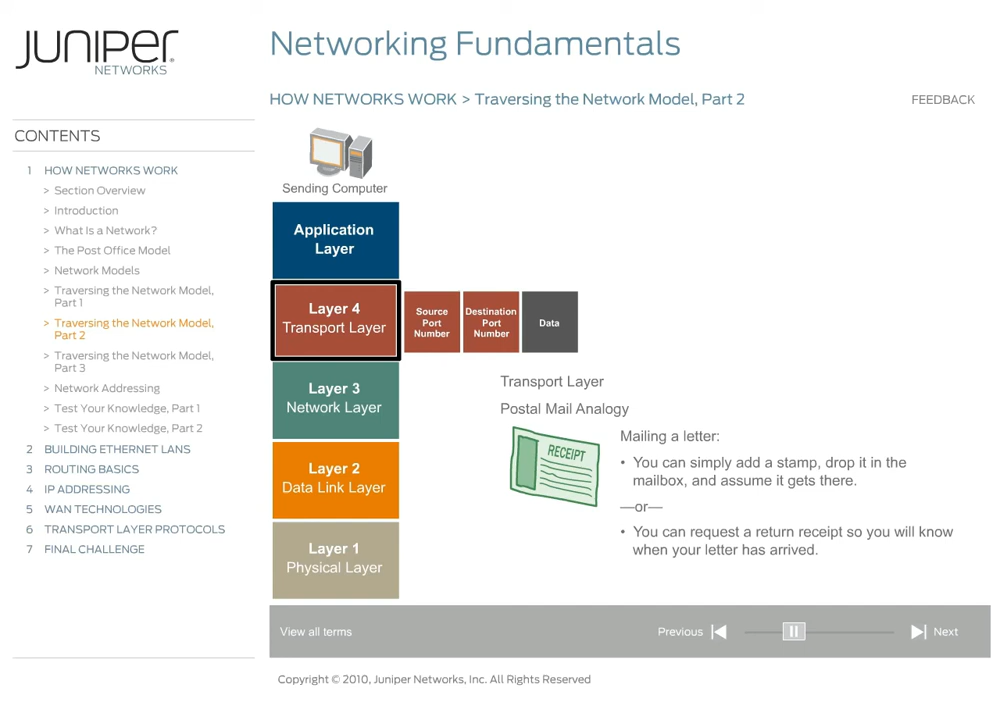 JUNIPER
NETWORKS
Networking Fundamentals
HOW NETWORKS WORK > Traversing the Network Model, Part 2
FEEDBACK
CONTENTS
1 HOW NETWORKS WORK
> Section Overview
> Introduction
> What Is a Network?
> The Post Office Model
> Network Models
> Traversing the Network Model,
Part 1
> Traversing the Network Model,
Part 2
> Traversing the Network Model,
Part 3
> Network Addressing
> Test Your Knowledge, Part 1
> Test Your Knowledge, Part 2
2 BUILDING ETHERNET LANS
3 ROUTING BASICS
4 IP ADDRESSING
5 WAN TECHNOLOGIES
6 TRANSPORT LAYER PROTOCOLS
7 FINAL CHALLENGE
Sending Computer
Application
Layer
Layer 4
Transport Layer
Source
Port
Number
Destination
Port
Number
Data
Layer 3
Network Layer
Layer 2
Data Link Layer
Layer 1
Physical Layer
Transport Layer
Postal Mail Analogy
RECEIPT
Mailing a letter:
• You can simply add a stamp, drop it in the
mailbox, and assume it gets there.
—or—
• You can request a return receipt so you will know
when your letter has arrived.
View all terms
Previous
Next
Copyright © 2010, Juniper Networks, Inc. All Rights Reserved